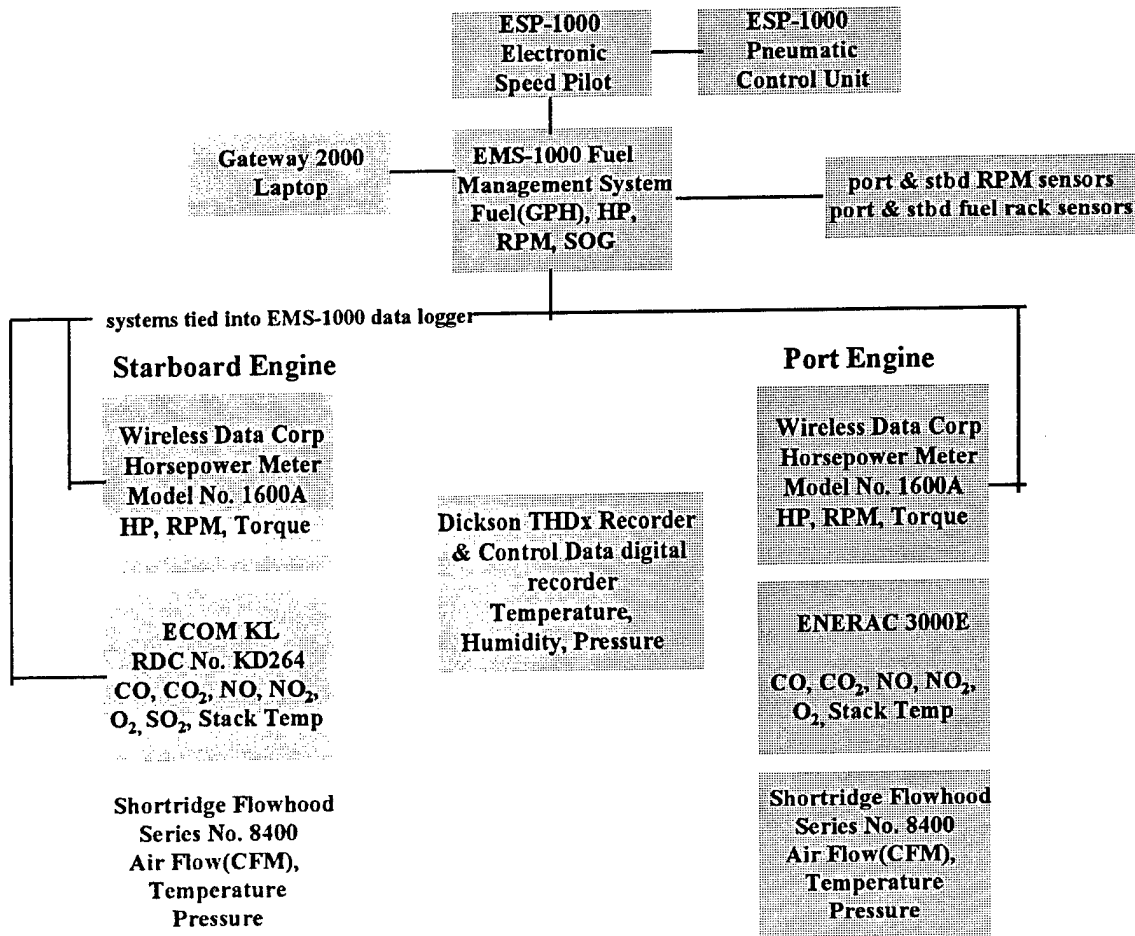 ESP-1000
Electronic
Speed Pilot
ESP-1000
Pneumatic
Control Unit
Gateway 2000
Laptop
EMS-1000 Fuel
Management System
Fuel(GPH), HP,
RPM, SOG
port & stbd RPM sensors
port & stbd fuel rack sensors
systems tied into EMS-1000 data logger
Starboard Engine
Wireless Data Corp
Horsepower Meter
Model No. 1600A
HP, RPM, Torque
ECOM KL
RDC No. KD264
CO, CO₂, NO, NO₂,
O₂, SO₂, Stack Temp
Shortridge Flowhood
Series No. 8400
Air Flow(CFM),
Temperature
Pressure
Dickson THDx Recorder
& Control Data digital
recorder
Temperature,
Humidity, Pressure
Port Engine
Wireless Data Corp
Horsepower Meter
Model No. 1600A
HP, RPM, Torque
ENERAC 3000E
CO, CO₂, NO, NO₂,
O₂, Stack Temp
Shortridge Flowhood
Series No. 8400
Air Flow(CFM),
Temperature
Pressure